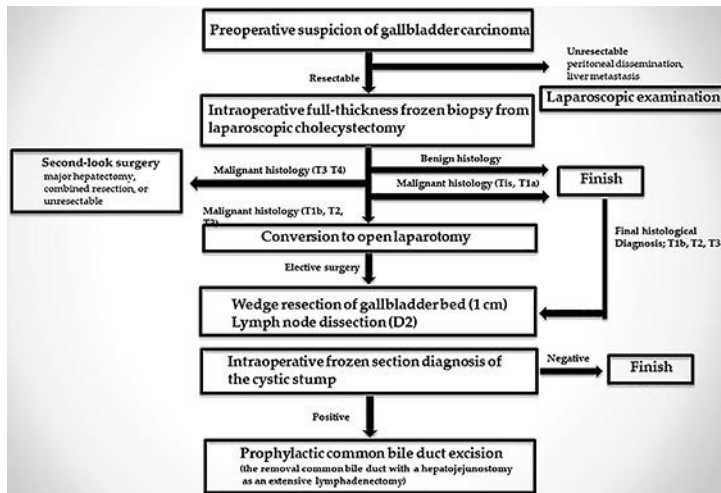 Preoperative suspicion of gallbladder carcinoma
Unresectable
peritoneal dissemination,
liver metastasis
Resectable
Laparoscopic examination
Intraoperative full-thickness frozen biopsy from
laparoscopic cholecystectomy
Second-look surgery
major hepatectomy,
combined resection, or
unresectable
Malignant histology (T3 T4)
Benign histology
Malignant histology (Tis, T1a)
Finish
Malignant histology (T1b, T2,
T3)
Conversion to open laparotomy
Final histological
Diagnosis; T1b, T2, T3
Elective surgery
Wedge resection of gallbladder bed (1 cm)
Lymph node dissection (D2)
Intraoperative frozen section diagnosis of
the cystic stump
Negative
Finish
Positive
Prophylactic common bile duct excision
(the removal common bile duct with a hepatojejunostomy
as an extensive lymphadenectomy)